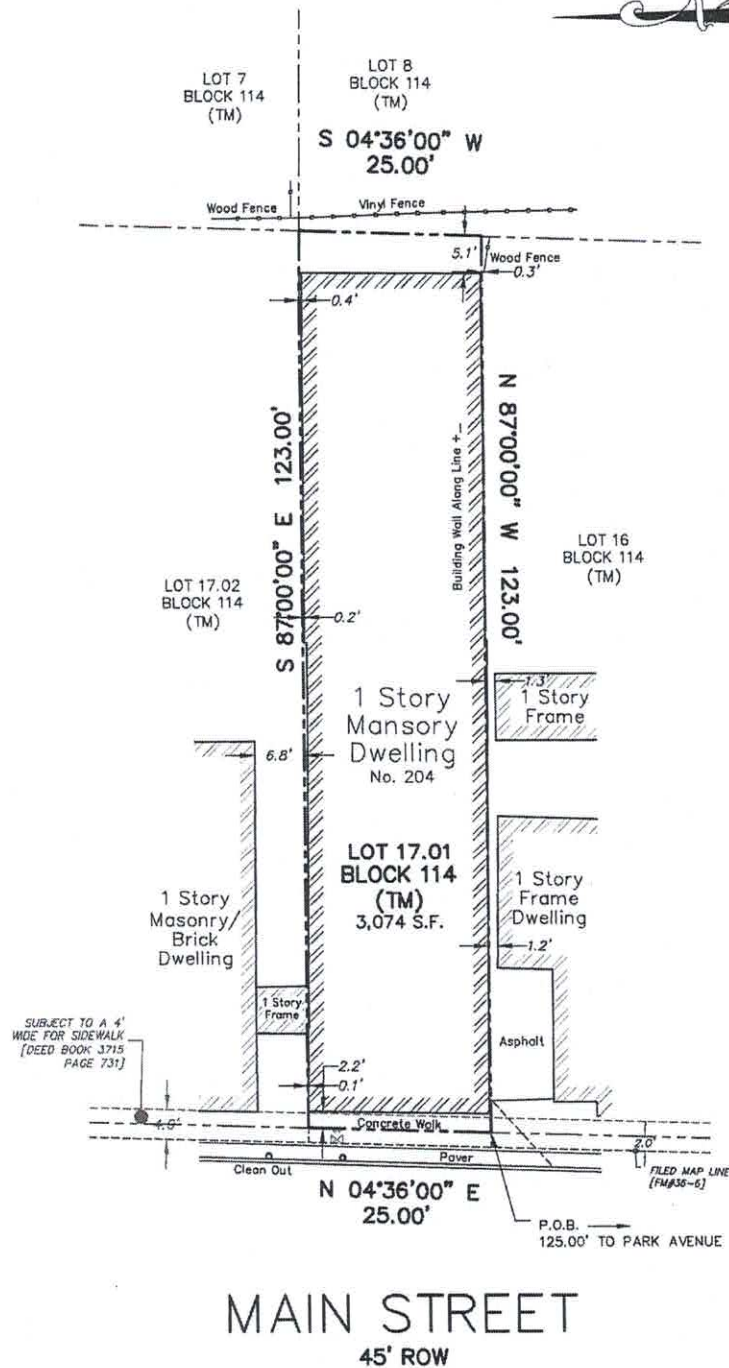 LOT 7
BLOCK 114
(TM)
LOT 8
BLOCK 114
(TM)
S 04°36'00" W
25.00'
Wood Fence
Vinyl Fence
5.1'
Wood Fence
0.3'
0.4'
S 87°00'00" E 123.00'
N 87°00'00" W 123.00'
Building Wall Along Line +_
LOT 16
BLOCK 114
(TM)
LOT 17.02
BLOCK 114
(TM)
0.2'
1.3'
1 Story
Frame
1 Story
Mansory
Dwelling
No. 204
6.8'
LOT 17.01
BLOCK 114
(TM)
3,074 S.F.
1 Story
Masonry/
Brick
Dwelling
1 Story
Frame
Dwelling
1.2'
1 Story
Frame
Asphalt
SUBJECT TO A 4'
WIDE FOR SIDEWALK
[DEED BOOK 3715
PAGE 731]
2.2'
0.1'
Concrete Walk
2.0'
Clean Out
Paver
FILED MAP LINE
[FM#36-6]
N 04°36'00" E
25.00'
P.O.B.
125.00' TO PARK AVENUE
MAIN STREET
45' ROW